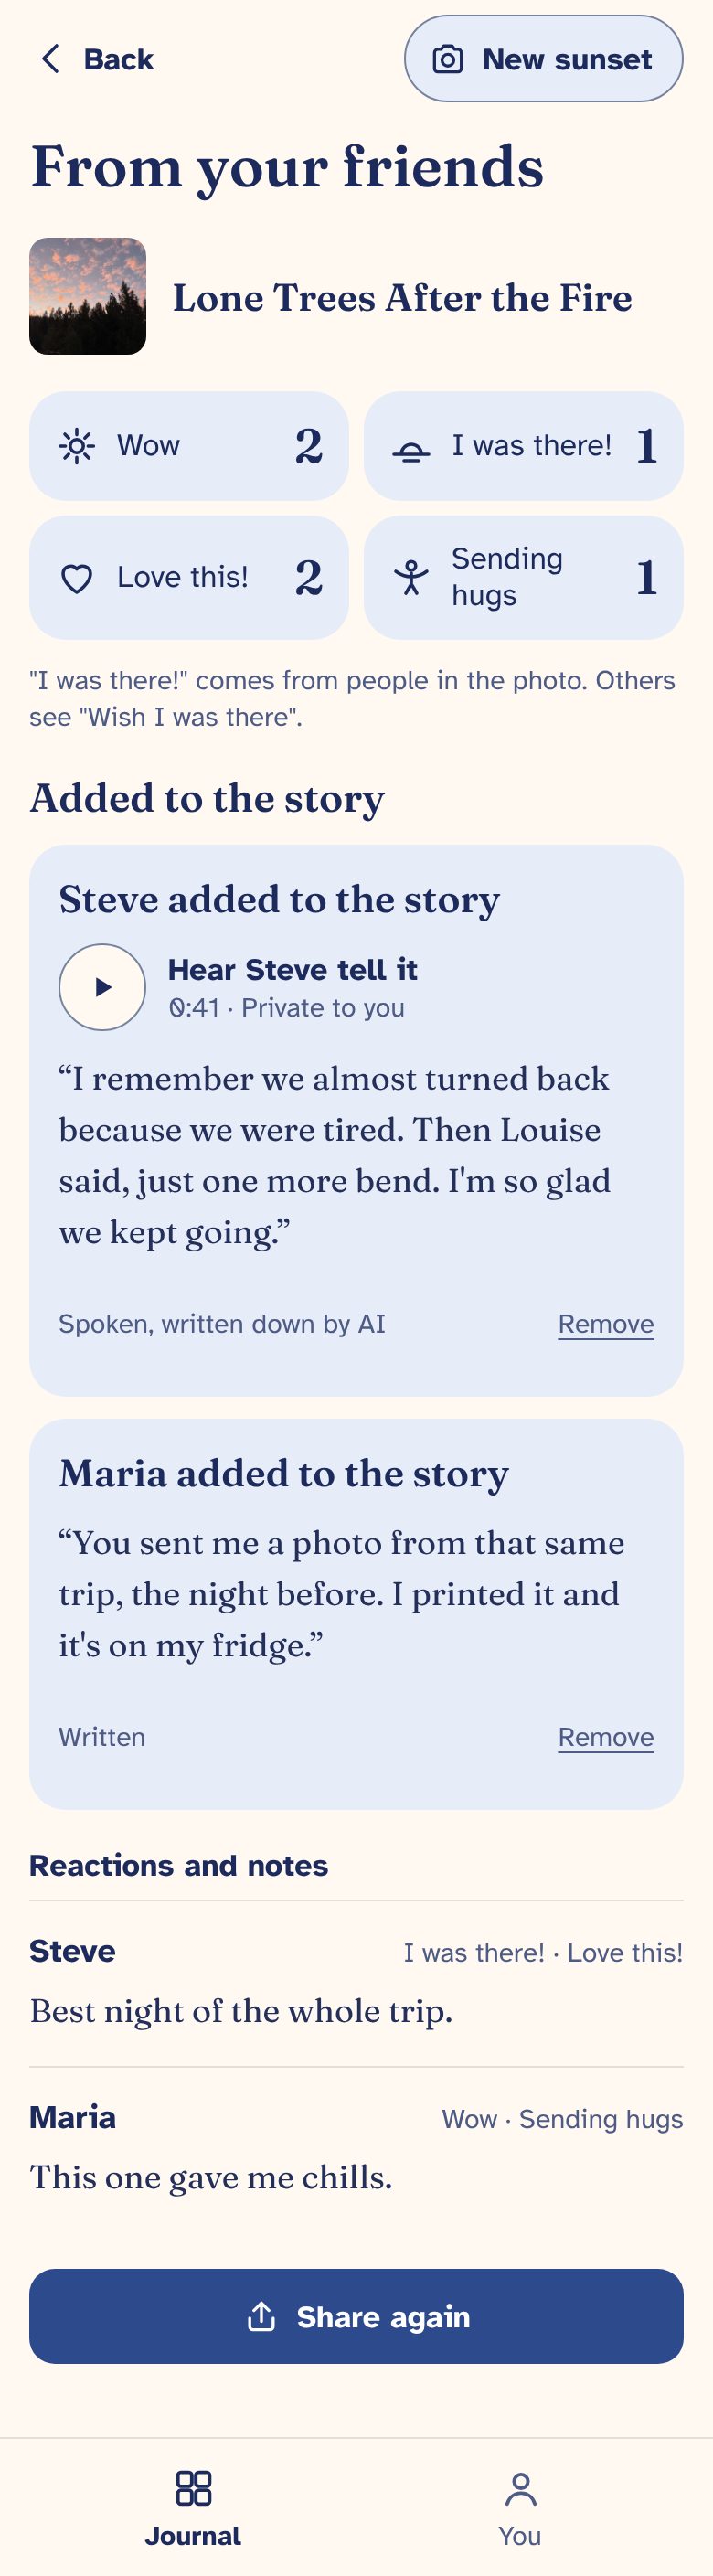 Back
New sunset
From your friends
Lone Trees After the Fire
Wow 2
I was there! 1
Love this! 2
Sending
hugs 1
"I was there!" comes from people in the photo. Others
see "Wish I was there".
Added to the story
Steve added to the story
Hear Steve tell it
0:41 · Private to you
“I remember we almost turned back
because we were tired. Then Louise
said, just one more bend. I'm so glad
we kept going.”
Spoken, written down by AI
Remove
Maria added to the story
“You sent me a photo from that same
trip, the night before. I printed it and
it's on my fridge.”
Written
Remove
Reactions and notes
Steve
I was there! · Love this!
Best night of the whole trip.
Maria
Wow · Sending hugs
This one gave me chills.
Share again
Journal
You